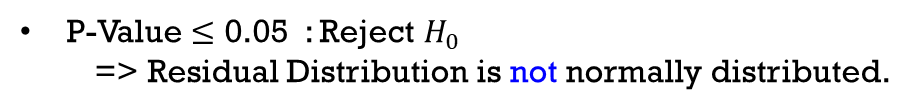 • P-Value ≤ 0.05 : Reject H₀
=> Residual Distribution is not normally distributed.